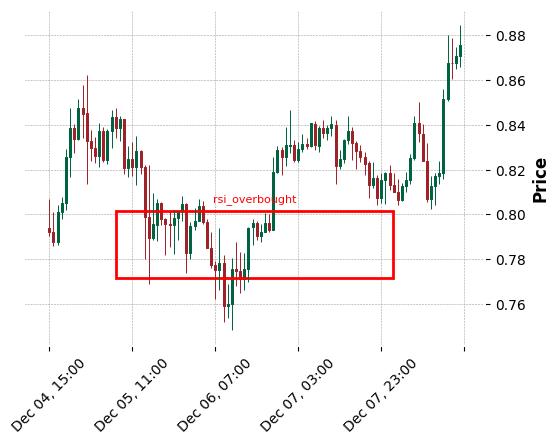 0.88
0.86
0.84
0.82
0.80
0.78
0.76
Price
rsi_overbought
Dec 04, 15:00
Dec 05, 11:00
Dec 06, 07:00
Dec 07, 03:00
Dec 07, 23:00